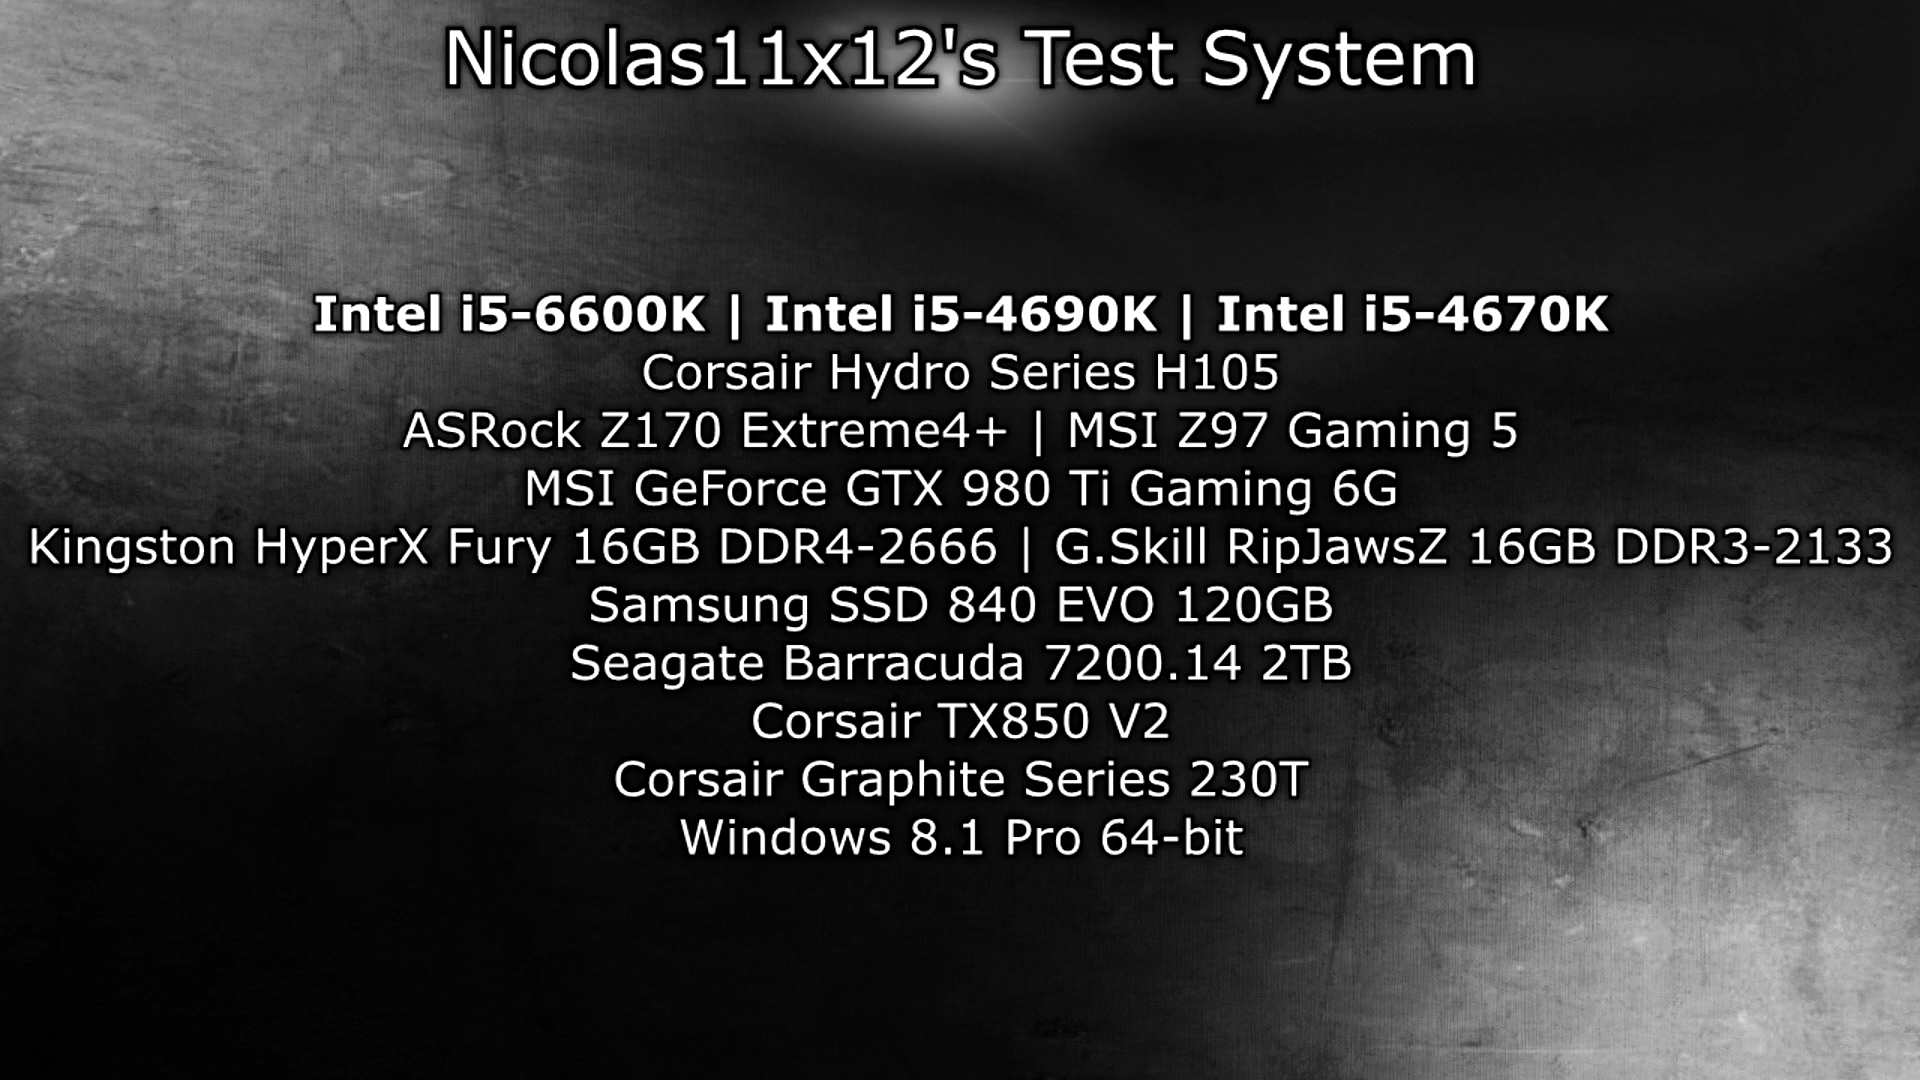 Nicolas11x12's Test System
Intel i5-6600K | Intel i5-4690K | Intel i5-4670K
Corsair Hydro Series H105
ASRock Z170 Extreme4+ | MSI Z97 Gaming 5
MSI GeForce GTX 980 Ti Gaming 6G
Kingston HyperX Fury 16GB DDR4-2666 | G.Skill RipJawsZ 16GB DDR3-2133
Samsung SSD 840 EVO 120GB
Seagate Barracuda 7200.14 2TB
Corsair TX850 V2
Corsair Graphite Series 230T
Windows 8.1 Pro 64-bit